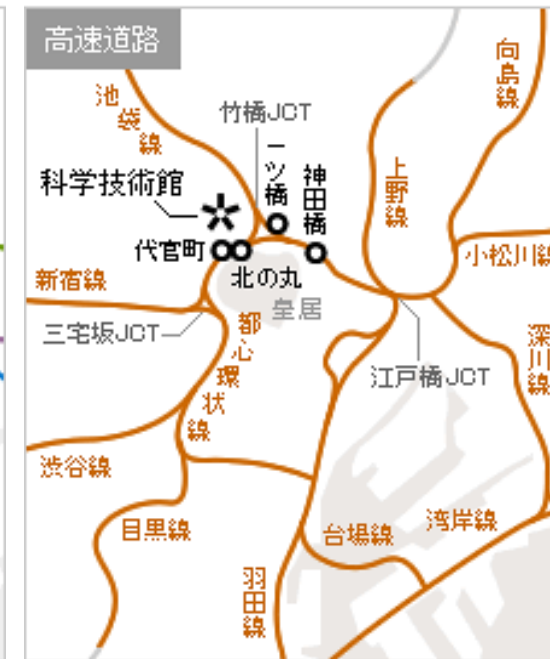 高速道路
向島線
池袋線
竹橋JCT
一ツ橋
神田橋
上野線
科学技術館
代官町
北の丸
小松川線
新宿線
皇居
三宅坂JCT
都心環状線
深川線
江戸橋JCT
渋谷線
目黒線
台場線
湾岸線
羽田線